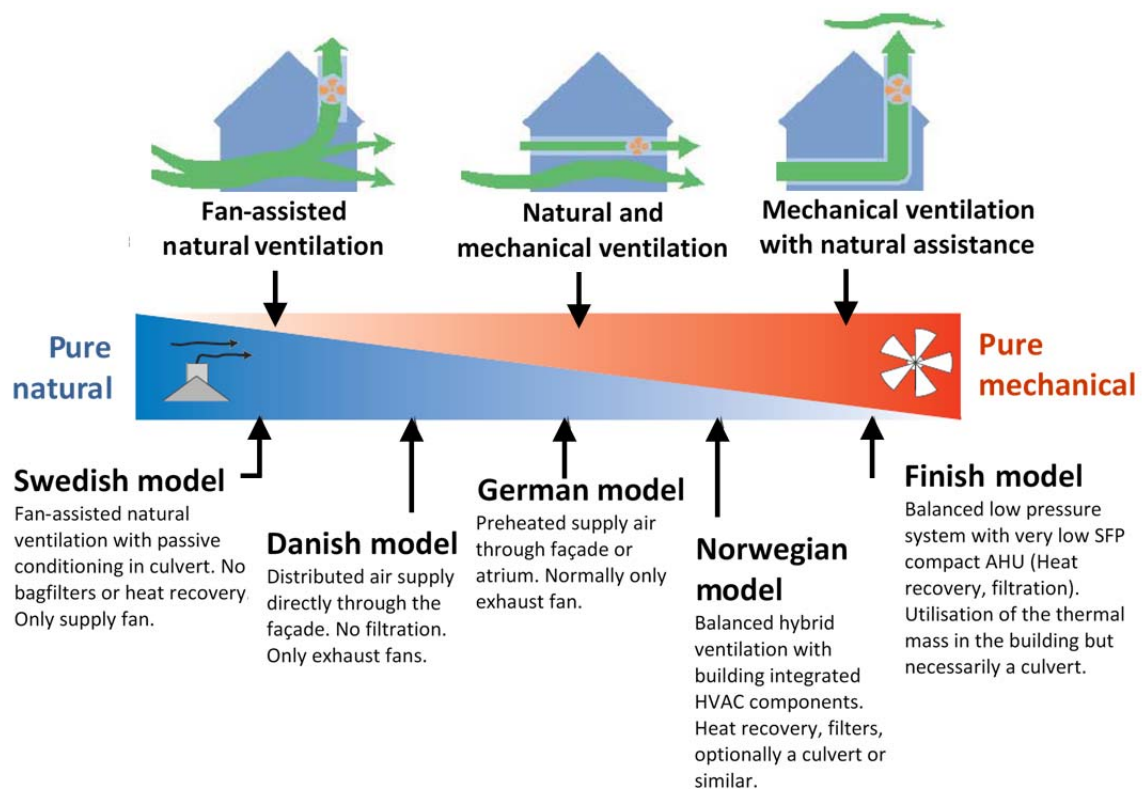 Fan-assisted
natural ventilation
Natural and
mechanical ventilation
Mechanical ventilation
with natural assistance
Pure
natural
Pure
mechanical
Swedish model
Fan-assisted natural
ventilation with passive
conditioning in culvert. No
bagfilters or heat recovery
Only supply fan.
Danish model
Distributed air supply
directly through the
façade. No filtration.
Only exhaust fans.
German model
Preheated supply air
through façade or
atrium. Normally only
exhaust fan.
Norwegian
model
Balanced hybrid
ventilation with
building integrated
HVAC components.
Heat recovery, filters,
optionally a culvert or
similar.
Finish model
Balanced low pressure
system with very low SFP
compact AHU (Heat
recovery, filtration).
Utilisation of the thermal
mass in the building but
necessarily a culvert.